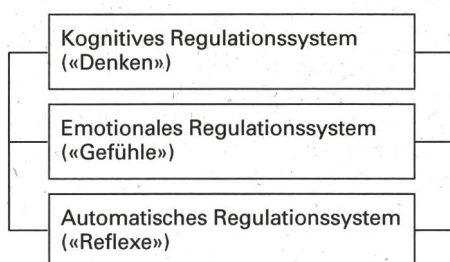 Kognitives Regulationssystem
(«Denken»)
Emotionales Regulationssystem
(«Gefühle»)
Automatisches Regulationssystem
(«Reflexe»)